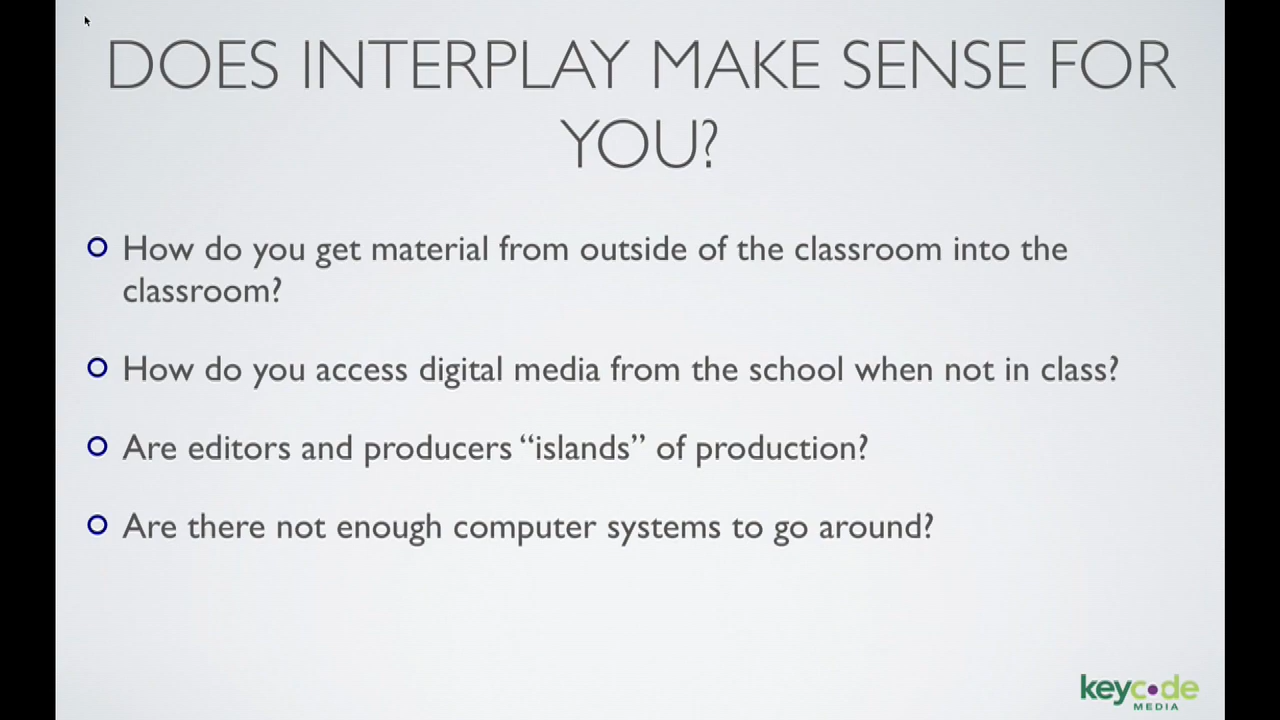 DOES INTERPLAY MAKE SENSE FOR
YOU?
How do you get material from outside of the classroom into the
classroom?
How do you access digital media from the school when not in class?
Are editors and producers “islands” of production?
Are there not enough computer systems to go around?
keycode
MEDIA